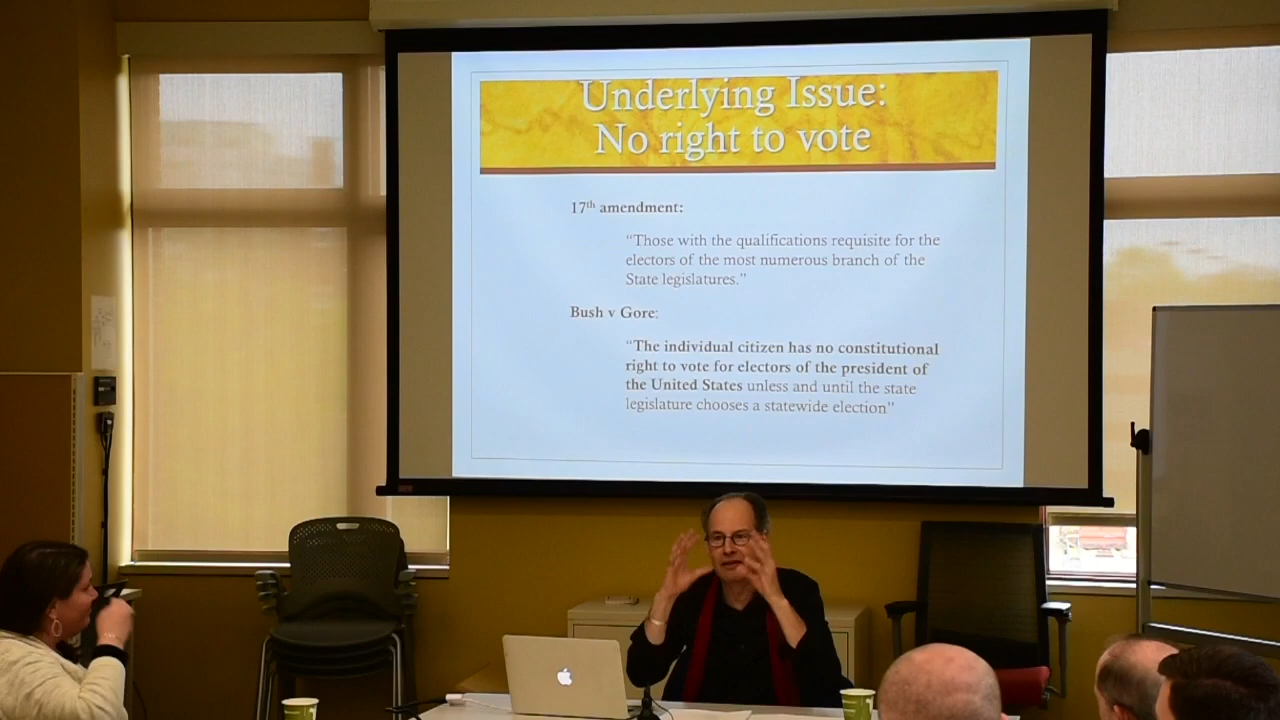 Underlying Issue:
No right to vote
17th amendment:
“Those with the qualifications requisite for the
electors of the most numerous branch of the
State legislatures.”
Bush v Gore:
“The individual citizen has no constitutional
right to vote for electors of the president of
the United States unless and until the state
legislature chooses a statewide election”